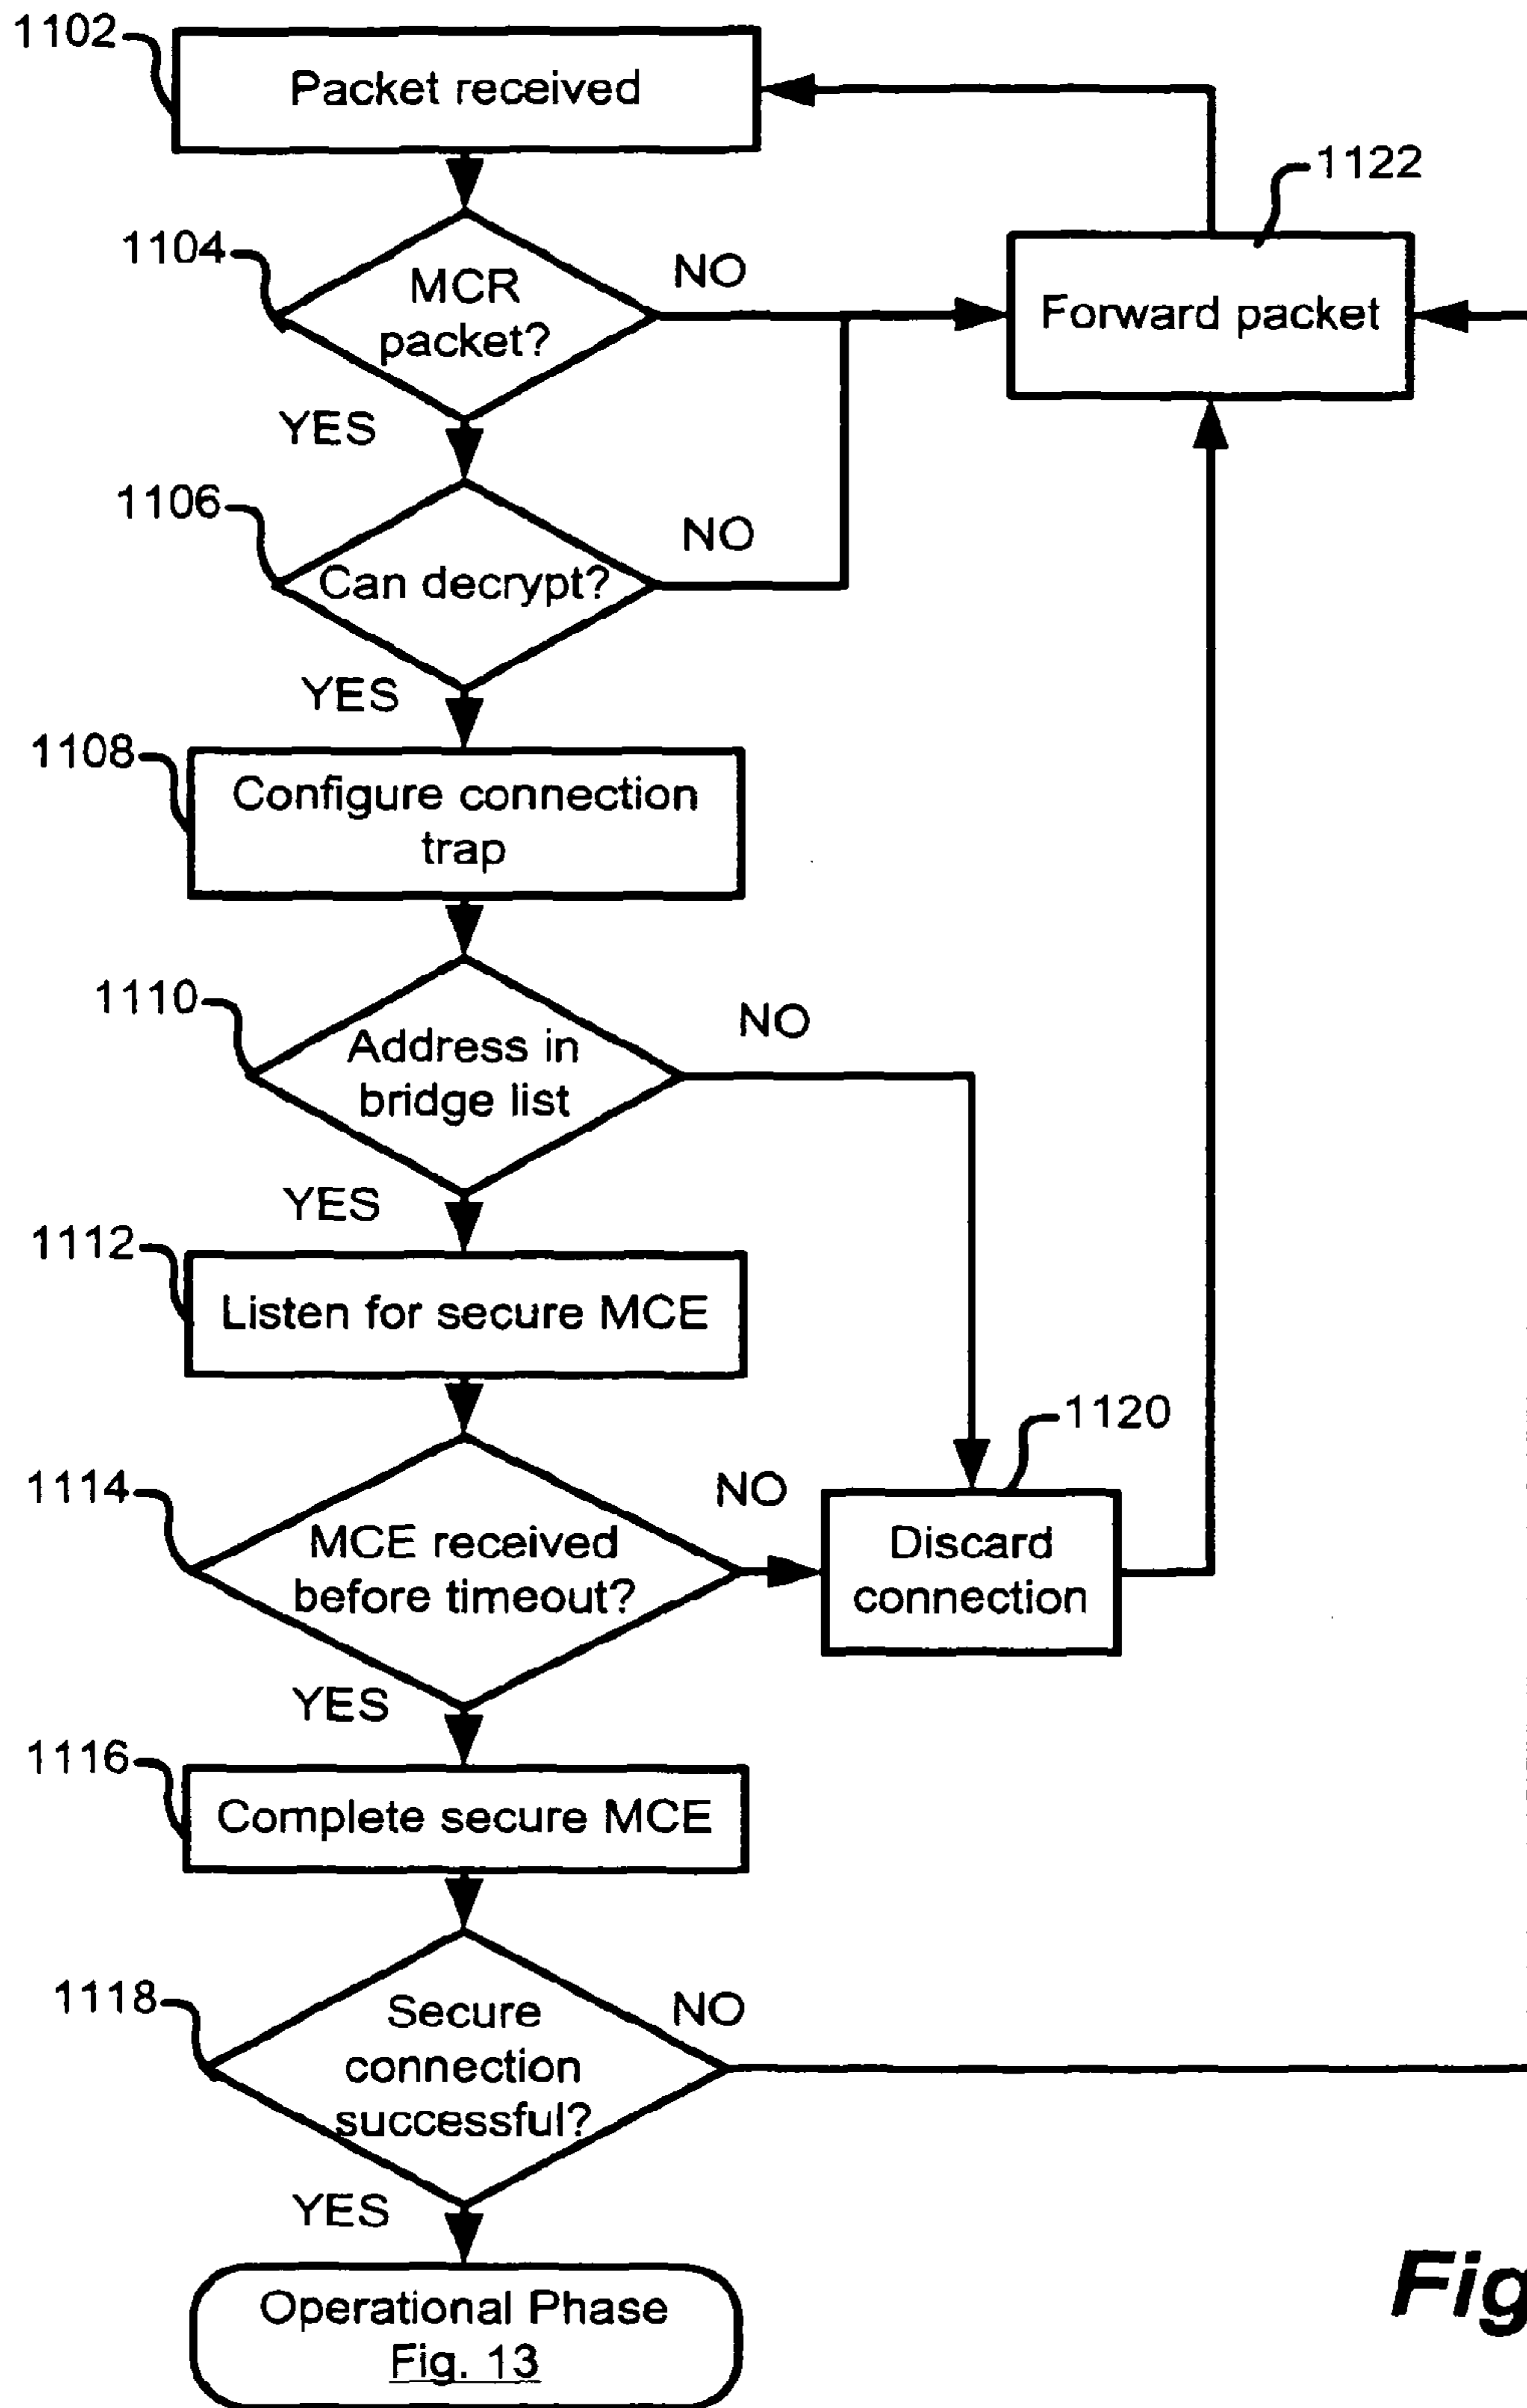 1102
Packet received
1122
1104
MCR
packet?
NO
Forward packet
YES
1106
Can decrypt?
NO
YES
1108
Configure connection
trap
1110
Address in
bridge list
NO
YES
1112
Listen for secure MCE
1120
1114
MCE received
before timeout?
NO
Discard
connection
YES
1116
Complete secure MCE
1118
Secure
connection
successful?
NO
YES
Operational Phase
Fig. 13
Fig